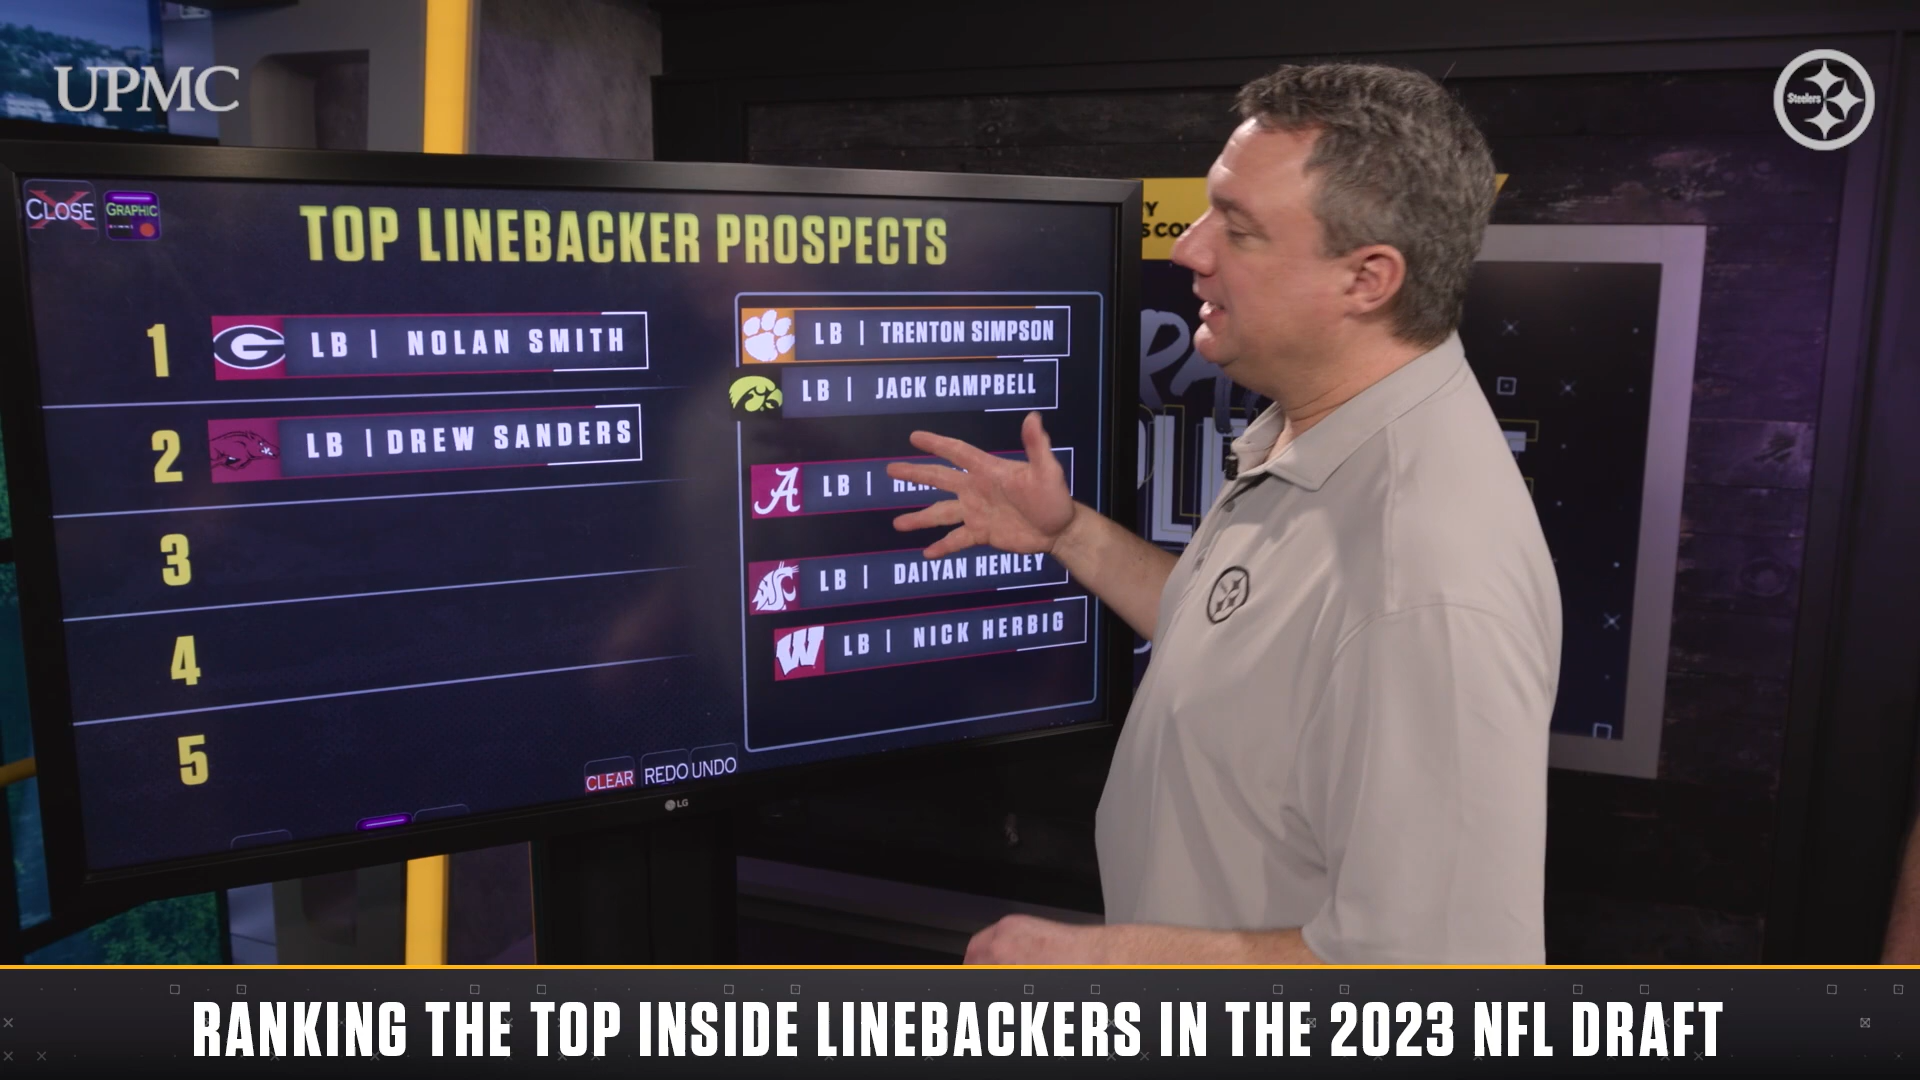 UPMC
Steelers
CLOSE
GRAPHIC
TOP LINEBACKER PROSPECTS
1
LB | NOLAN SMITH
2
LB | DREW SANDERS
3
4
5
LB | TRENTON SIMPSON
LB | JACK CAMPBELL
A LB |
WSC LB | DAIYAN HENLEY
W LB | NICK HERBIG
CLEAR REDO UNDO
LG
RANKING THE TOP INSIDE LINEBACKERS IN THE 2023 NFL DRAFT